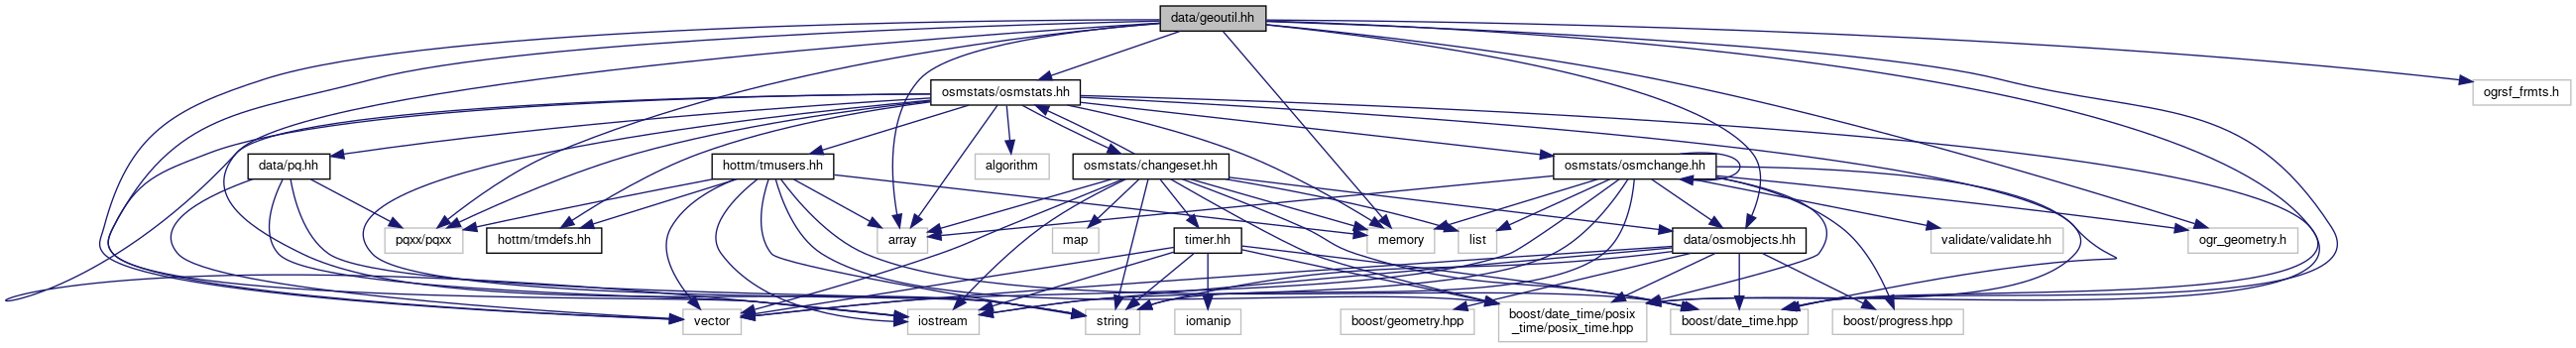 data/geoutil.hh
osmstats/osmstats.hh
ogrsf_frmts.h
data/pq.hh
hottm/tmusers.hh
algorithm
osmstats/changeset.hh
osmstats/osmchange.hh
pqxx/pqxx
hottm/tmdefs.hh
array
map
timer.hh
memory
list
data/osmobjects.hh
validate/validate.hh
ogr_geometry.h
vector
iostream
string
iomanip
boost/geometry.hpp
boost/date_time/posix
_time/posix_time.hpp
boost/date_time.hpp
boost/progress.hpp